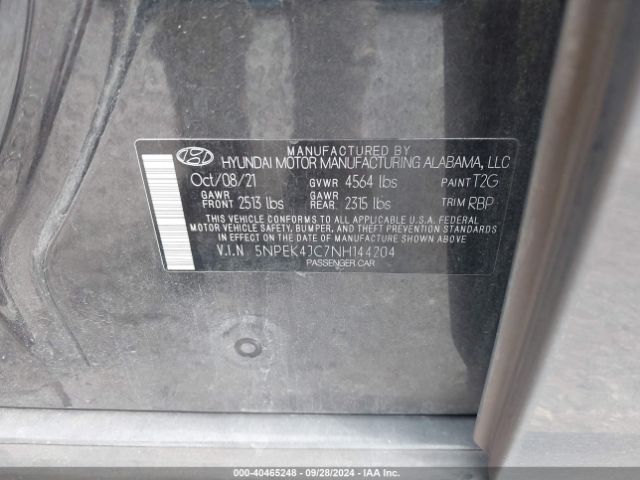 MANUFACTURED BY
HYUNDAI MOTOR MANUFACTURING ALABAMA, LLC
Oct/08/21 GVWR 4564 lbs PAINT T2G
GAWR FRONT 2513 lbs GAWR REAR. 2315 lbs TRIM RBP
THIS VEHICLE CONFORMS TO ALL APPLICABLE U.S.A. FEDERAL
MOTOR VEHICLE SAFETY, BUMPER, AND THEFT PREVENTION STANDARDS
IN EFFECT ON THE DATE OF MANUFACTURE SHOWN ABOVE
V.I.N 5NPEK4JC7NH144204
PASSENGER CAR
000-40465248 - 09/28/2024 - IAA Inc.